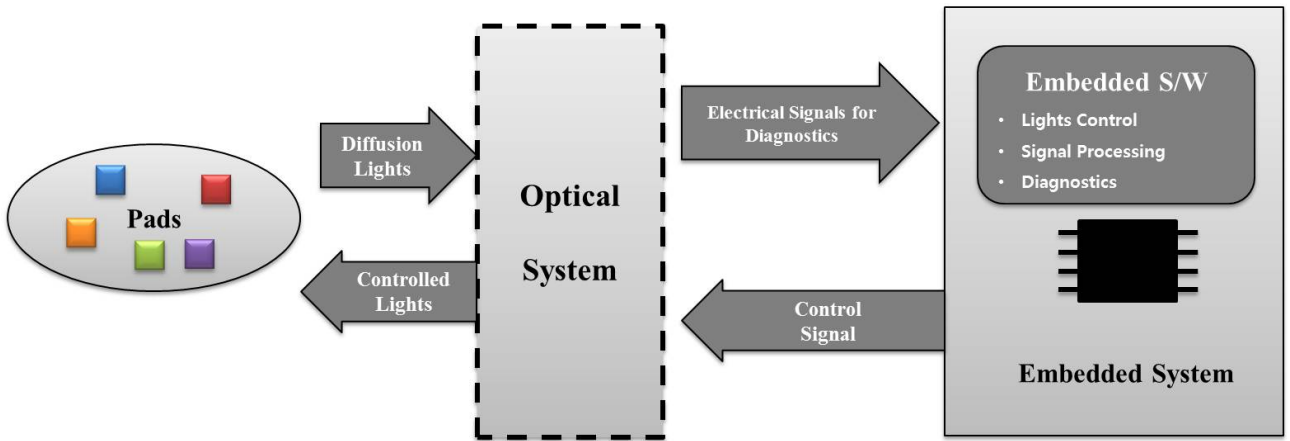 Pads
Diffusion
Lights
Controlled
Lights
Optical
System
Electrical Signals for
Diagnostics
Control
Signal
Embedded S/W
• Lights Control
• Signal Processing
• Diagnostics
Embedded System